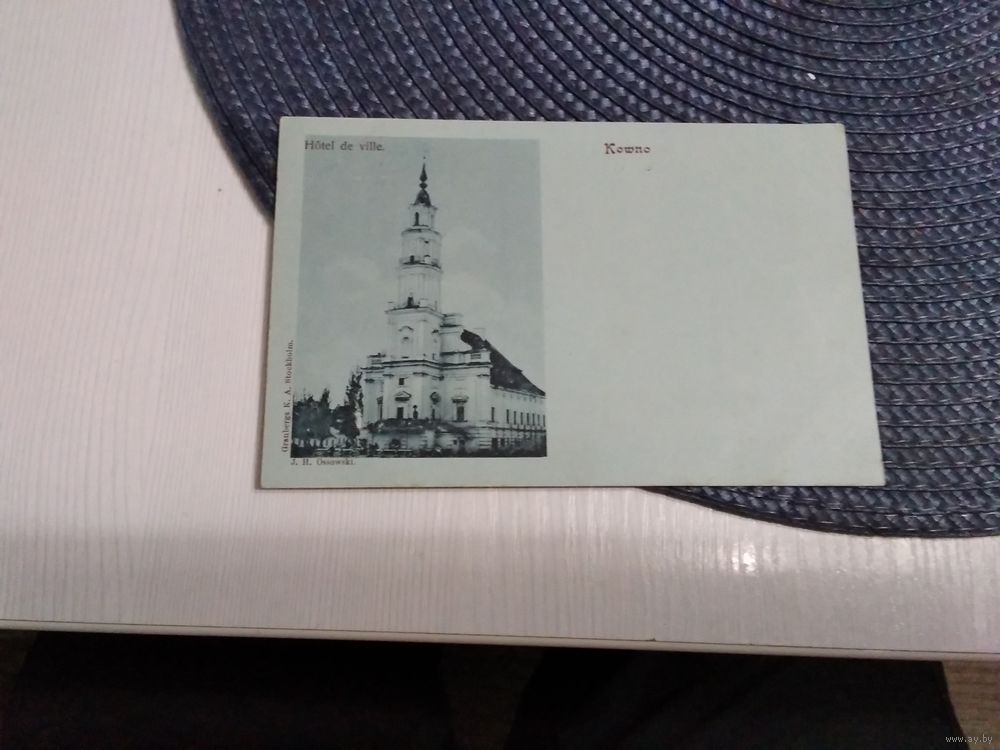 Hôtel de ville.
Kowno
Granbergs K. A. Stockholm.
J. H. Ossowski.
www.ay.by